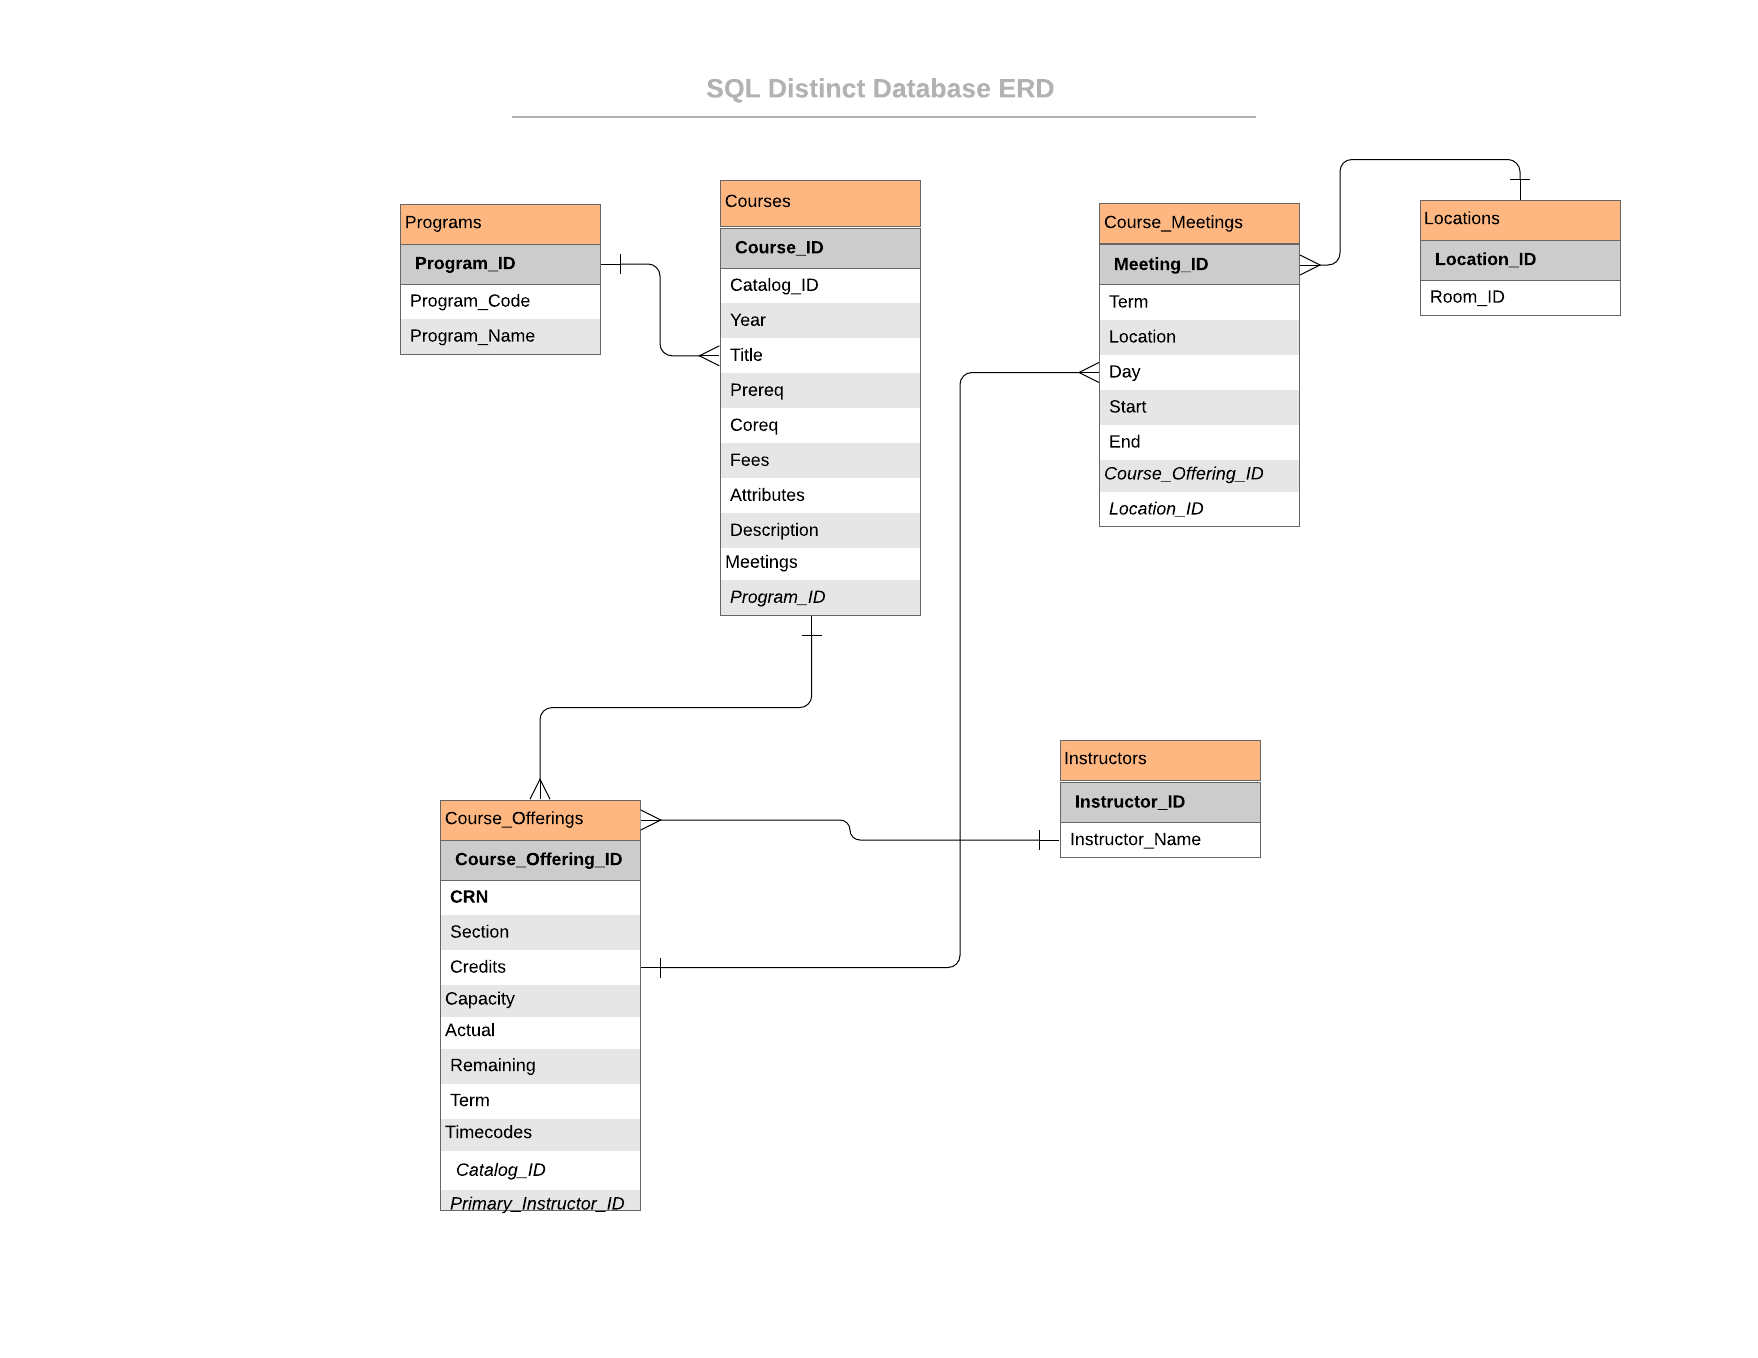 SQL Distinct Database ERD
Programs
Program_ID
Program_Code
Program_Name
Courses
Course_ID
Catalog_ID
Year
Title
Prereq
Coreq
Fees
Attributes
Description
Meetings
Program_ID
Course_Meetings
Meeting_ID
Term
Location
Day
Start
End
Course_Offering_ID
Location_ID
Locations
Location_ID
Room_ID
Course_Offerings
Course_Offering_ID
CRN
Section
Credits
Capacity
Actual
Remaining
Term
Timecodes
Catalog_ID
Primary_Instructor_ID
Instructors
Instructor_ID
Instructor_Name